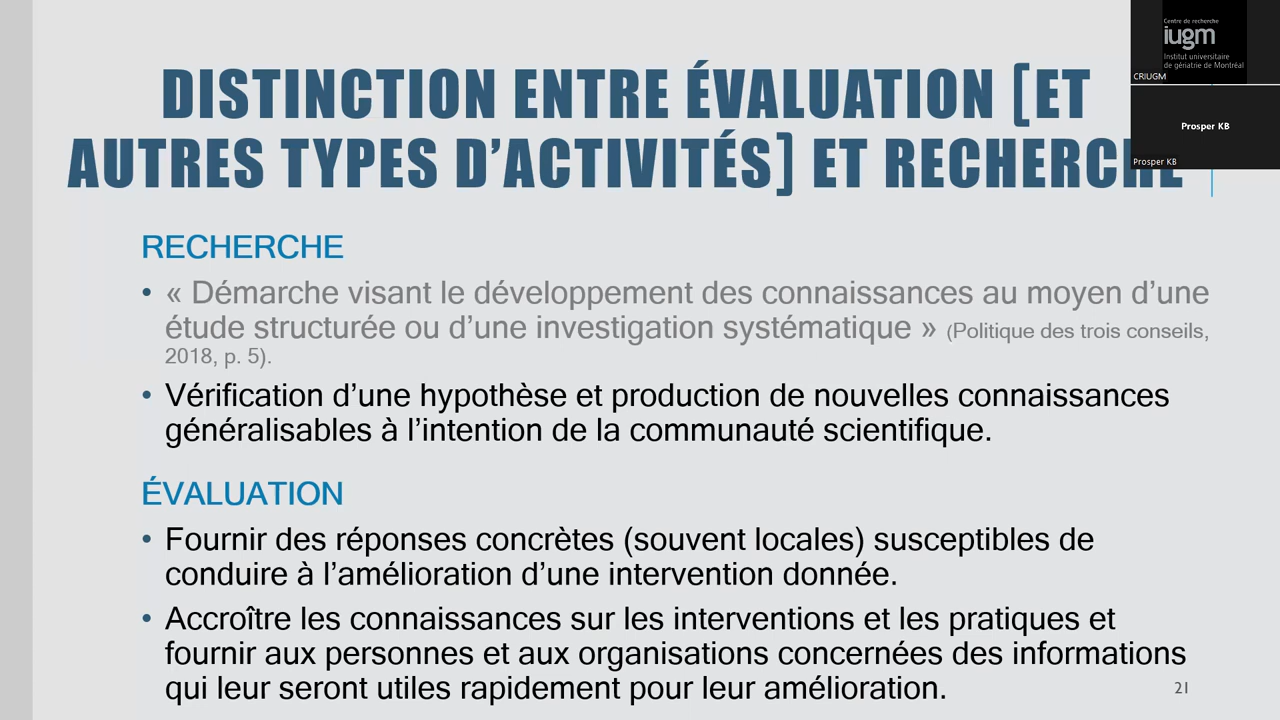 DISTINCTION ENTRE ÉVALUATION [ET
AUTRES TYPES D’ACTIVITÉS] ET RECHERCHE
RECHERCHE
• « Démarche visant le développement des connaissances au moyen d’une
étude structurée ou d’une investigation systématique » (Politique des trois conseils,
2018, p. 5).
• Vérification d’une hypothèse et production de nouvelles connaissances
généralisables à l’intention de la communauté scientifique.
ÉVALUATION
• Fournir des réponses concrètes (souvent locales) susceptibles de
conduire à l’amélioration d’une intervention donnée.
• Accroître les connaissances sur les interventions et les pratiques et
fournir aux personnes et aux organisations concernées des informations
qui leur seront utiles rapidement pour leur amélioration.
21
Centre de recherche
iugm
Institut universitaire
de gériatrie de Montréal
CRIUGM
Prosper KB
Prosper KB